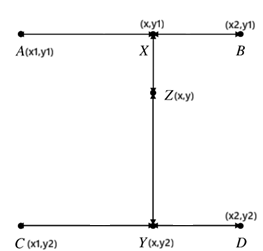 (x,y1) (x2,y1)
A(x1,y1) X B
Z(x,y)
(x2,y2)
C(x1,y2) Y(x,y2) D